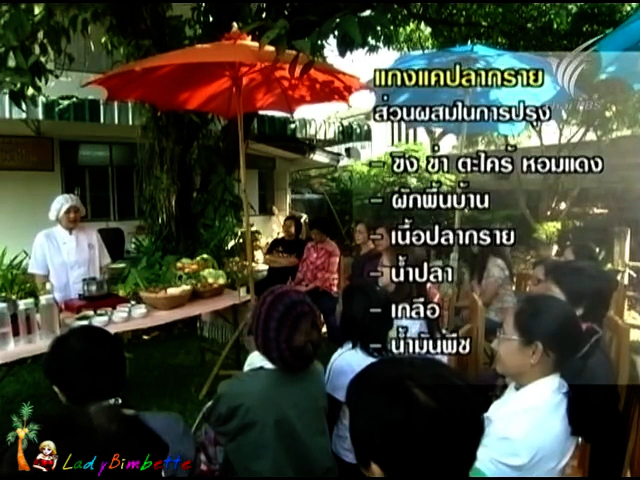 แกงแคปลากราย
ส่วนผสมในการปรุง
- ขิง ข่า ตะไคร้ หอมแดง
- ผักพื้นบ้าน
- เนื้อปลากราย
- น้ำปลา
- เกลือ
- น้ำมันพืช
LadyBimbette